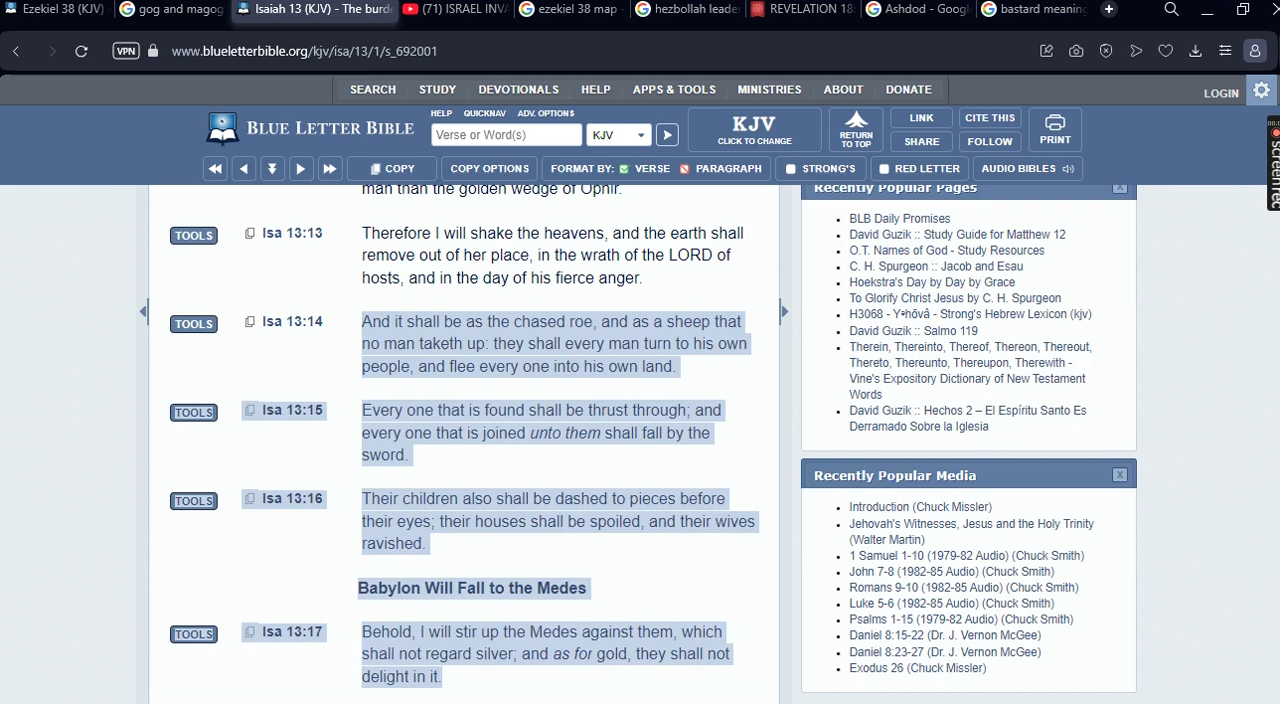 Ezekiel 38 (KJV)
gog and magog
Isaiah 13 (KJV) - The burd
(71) ISRAEL INV
ezekiel 38 map -
hezbollah leade
REVELATION 18:
Ashdod - Googl
bastard meanin
VPN
www.blueletterbible.org/kjv/isa/13/1/s_692001
SEARCH STUDY DEVOTIONALS HELP APPS & TOOLS MINISTRIES ABOUT DONATE
LOGIN
BLUE LETTER BIBLE
HELP QUICKNAV ADV. OPTIONS
Verse or Word(s)
KJV
KJV
CLICK TO CHANGE
RETURN
TO TOP
LINK
CITE THIS
SHARE
FOLLOW
PRINT
COPY
COPY OPTIONS
FORMAT BY: VERSE PARAGRAPH
STRONG'S
RED LETTER
AUDIO BIBLES
screenrec
man than the golden wedge of Ophir.
TOOLS
Isa 13:13
Therefore I will shake the heavens, and the earth shall
remove out of her place, in the wrath of the LORD of
hosts, and in the day of his fierce anger.
TOOLS
Isa 13:14
And it shall be as the chased roe, and as a sheep that
no man taketh up: they shall every man turn to his own
people, and flee every one into his own land.
TOOLS
Isa 13:15
Every one that is found shall be thrust through; and
every one that is joined unto them shall fall by the
sword.
TOOLS
Isa 13:16
Their children also shall be dashed to pieces before
their eyes; their houses shall be spoiled, and their wives
ravished.
Babylon Will Fall to the Medes
TOOLS
Isa 13:17
Behold, I will stir up the Medes against them, which
shall not regard silver; and as for gold, they shall not
delight in it.
Recently Popular Pages
BLB Daily Promises
David Guzik :: Study Guide for Matthew 12
O.T. Names of God - Study Resources
C. H. Spurgeon :: Jacob and Esau
Hoekstra's Day by Day by Grace
To Glorify Christ Jesus by C. H. Spurgeon
H3068 - Yᵊhōvâ - Strong's Hebrew Lexicon (kjv)
David Guzik :: Salmo 119
Therein, Thereinto, Thereof, Thereon, Thereout,
Thereto, Thereunto, Thereupon, Therewith -
Vine's Expository Dictionary of New Testament
Words
David Guzik :: Hechos 2 – El Espíritu Santo Es
Derramado Sobre la Iglesia
Recently Popular Media
Introduction (Chuck Missler)
Jehovah's Witnesses, Jesus and the Holy Trinity
(Walter Martin)
1 Samuel 1-10 (1979-82 Audio) (Chuck Smith)
John 7-8 (1982-85 Audio) (Chuck Smith)
Romans 9-10 (1982-85 Audio) (Chuck Smith)
Luke 5-6 (1982-85 Audio) (Chuck Smith)
Psalms 1-15 (1979-82 Audio) (Chuck Smith)
Daniel 8:15-22 (Dr. J. Vernon McGee)
Daniel 8:23-27 (Dr. J. Vernon McGee)
Exodus 26 (Chuck Missler)